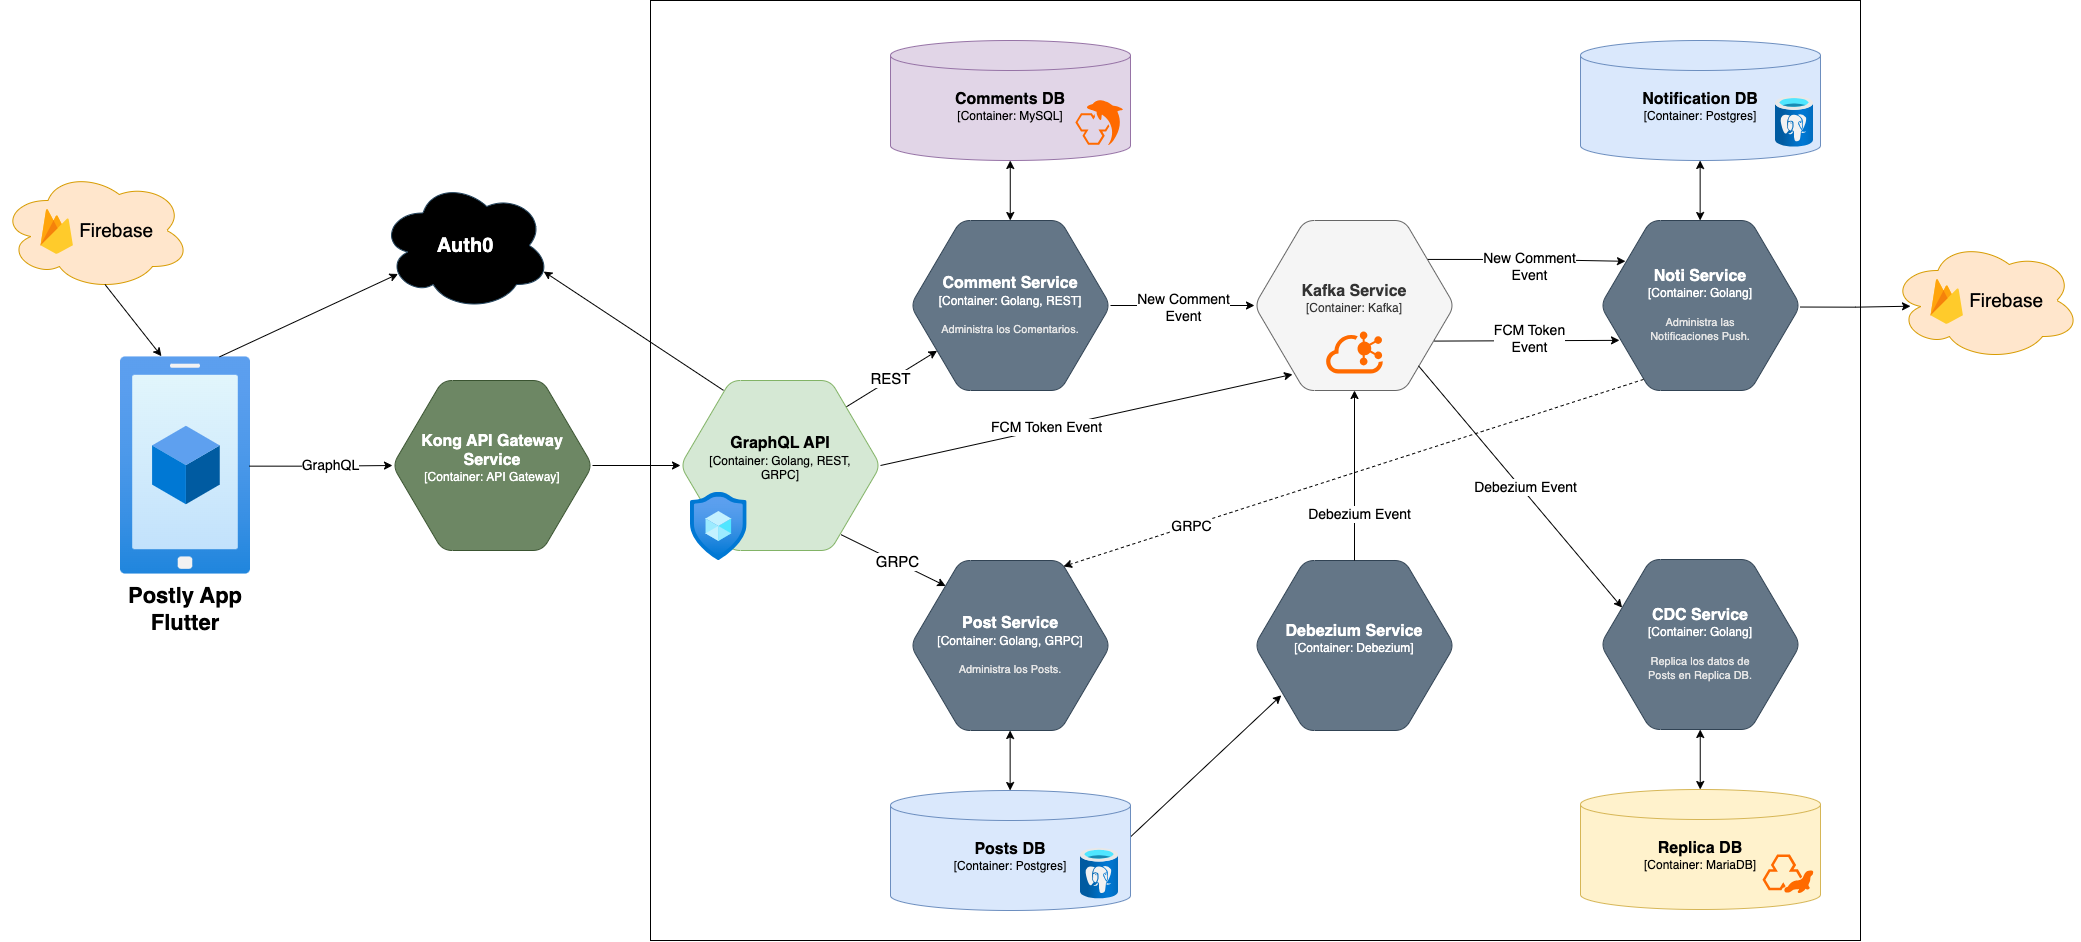 Comments DB
[Container: MySQL]
Notification DB
[Container: Postgres]
Firebase
Auth0
Comment Service
[Container: Golang, REST]
Administra los Comentarios.
New Comment
Event
Kafka Service
[Container: Kafka]
New Comment
Event
FCM Token
Event
Noti Service
[Container: Golang]
Administra las
Notificaciones Push.
Firebase
REST
GraphQL
Kong API Gateway
Service
[Container: API Gateway]
GraphQL API
[Container: Golang, REST,
GRPC]
FCM Token Event
Debezium Event
Debezium Event
GRPC
GRPC
Postly App
Flutter
Post Service
[Container: Golang, GRPC]
Administra los Posts.
Debezium Service
[Container: Debezium]
CDC Service
[Container: Golang]
Replica los datos de
Posts en Replica DB.
Posts DB
[Container: Postgres]
Replica DB
[Container: MariaDB]